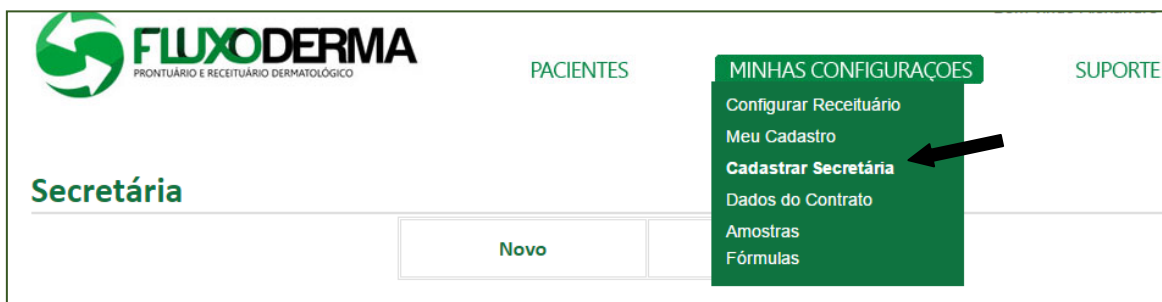 FLUXODERMA
PRONTUÁRIO E RECEITUÁRIO DERMATOLÓGICO
PACIENTES
MINHAS CONFIGURAÇOES
SUPORTE
Configurar Receituário
Meu Cadastro
Cadastrar Secretária
Dados do Contrato
Amostras
Fórmulas
Secretária
Novo